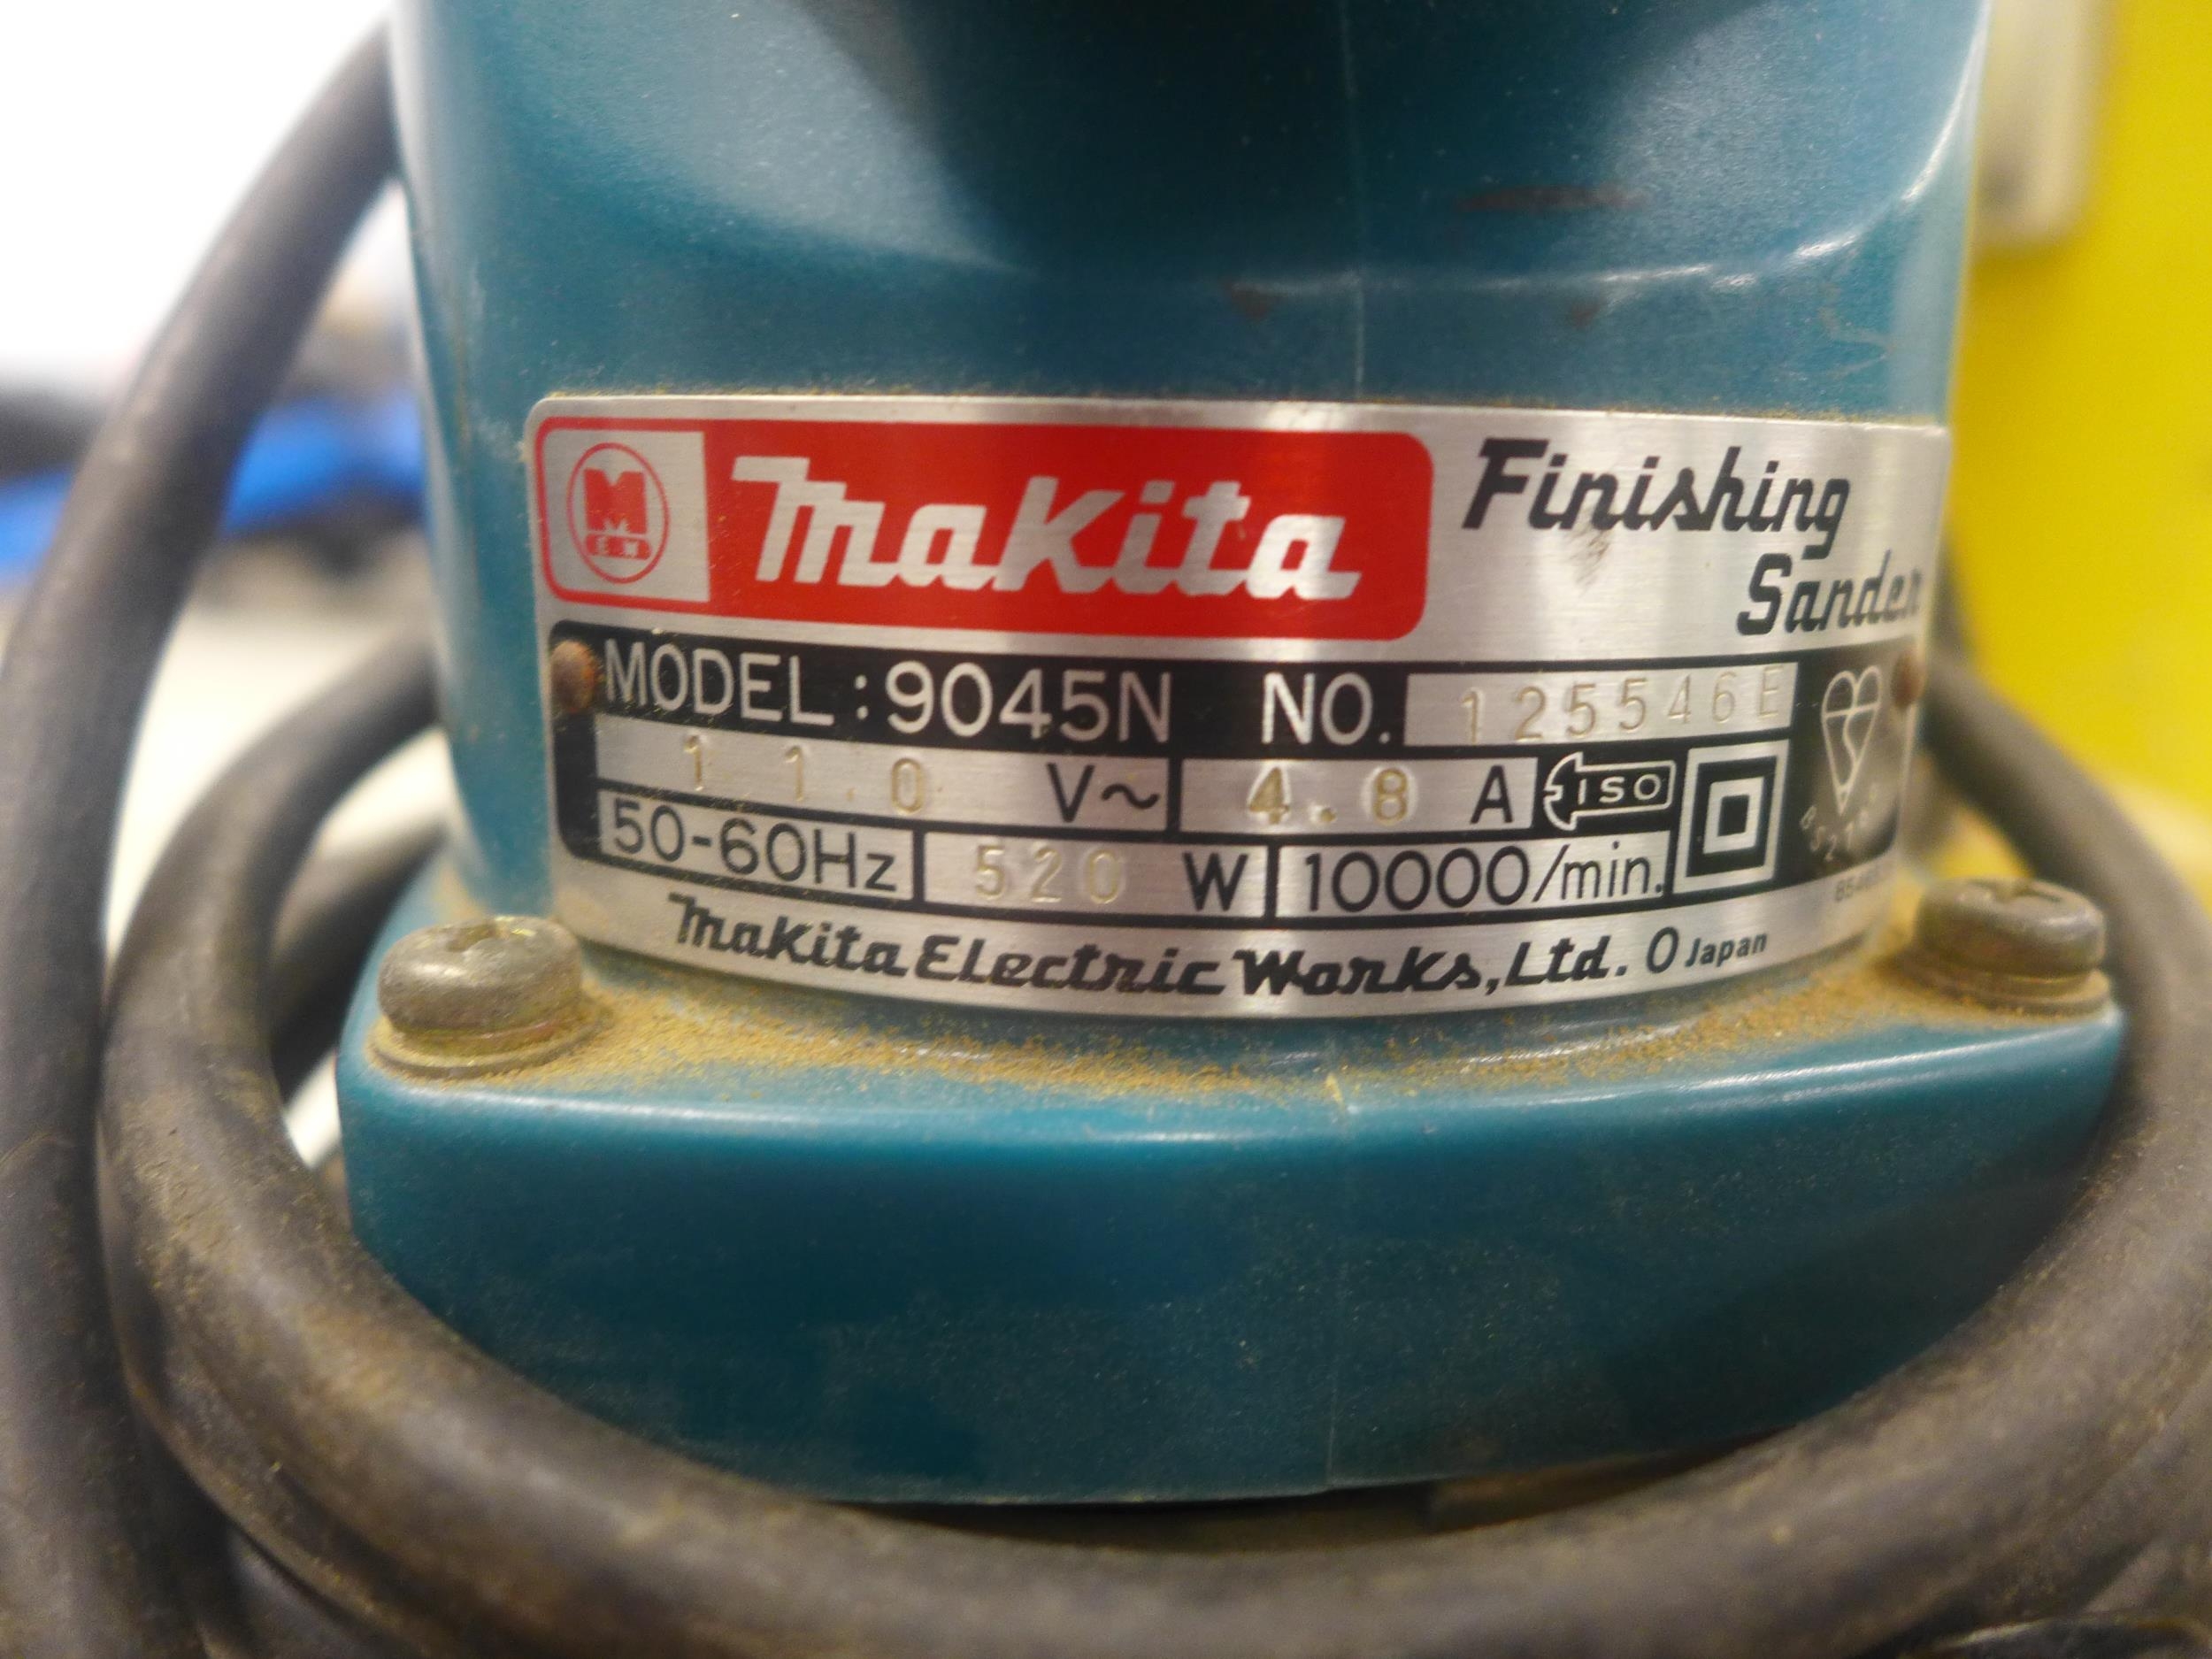 M
E W
Makita
Finishing
Sander
MODEL:9045N NO. 125546E
110 V~ 4.8 A ISO
50-60Hz 520 W 10000/min.
Makita Electric Works, Ltd. O Japan